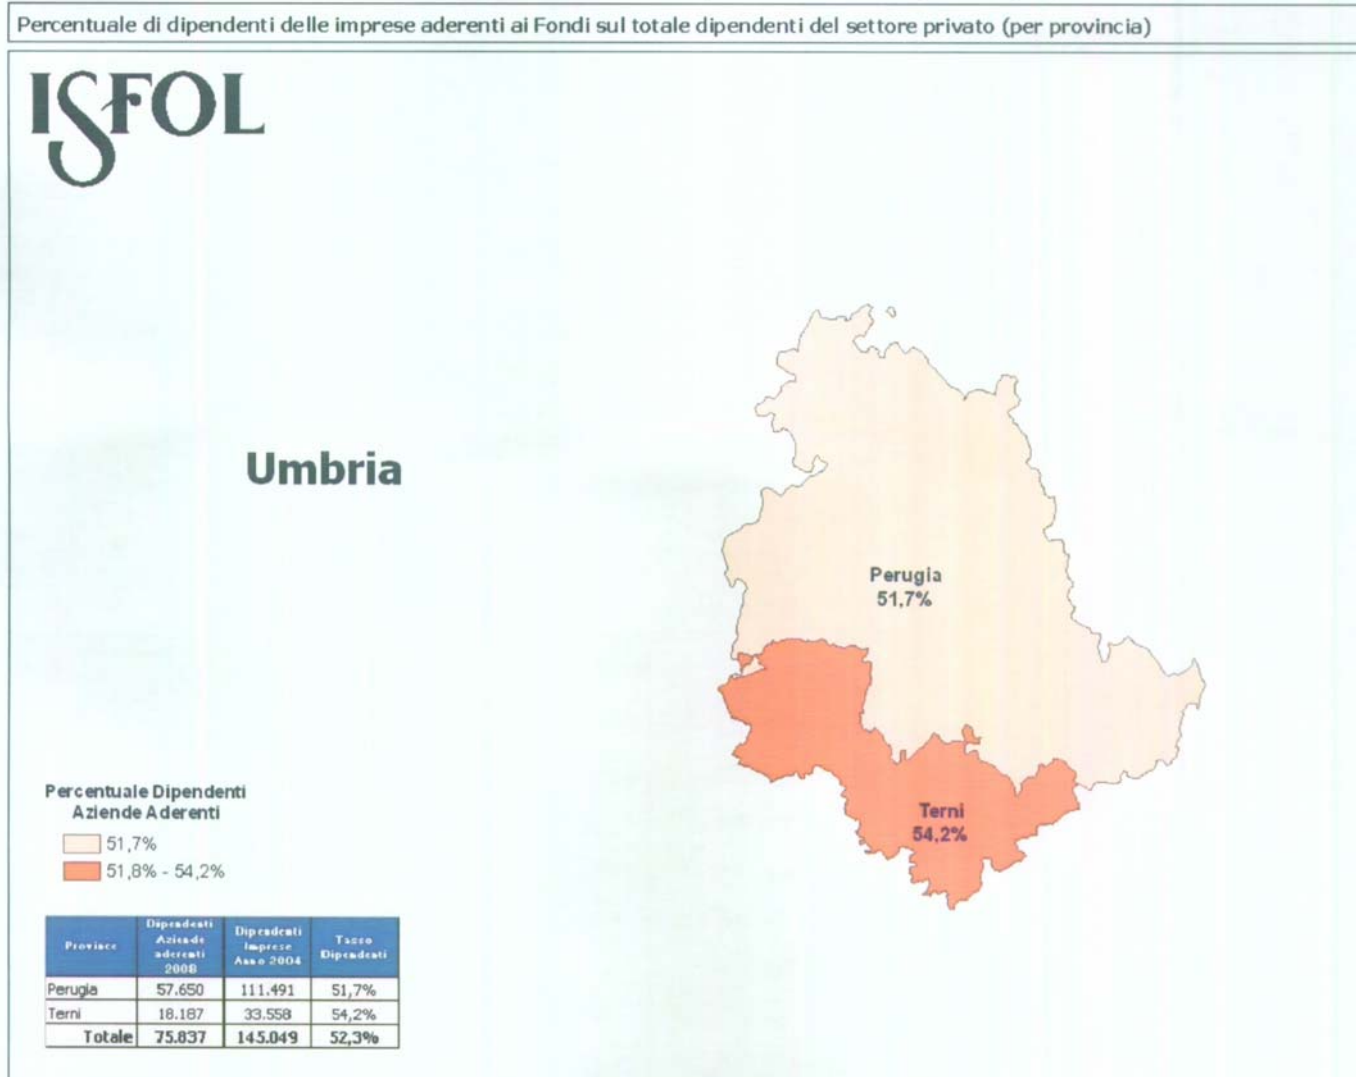 Percentuale di dipendenti delle imprese aderenti ai Fondi sul totale dipendenti del settore privato (per provincia)
ISFOL
Umbria
Perugia
51,7%
Terni
54,2%
Percentuale Dipendenti
Aziende Aderenti
51,7%
51,8% - 54,2%
Province Dipendenti Aziende aderenti 2008 Dipendenti Imprese Anno 2004 Tasso Dipendenti
Perugia 57.650 111.491 51,7%
Terni 18.187 33.558 54,2%
Totale 75.837 145.049 52,3%